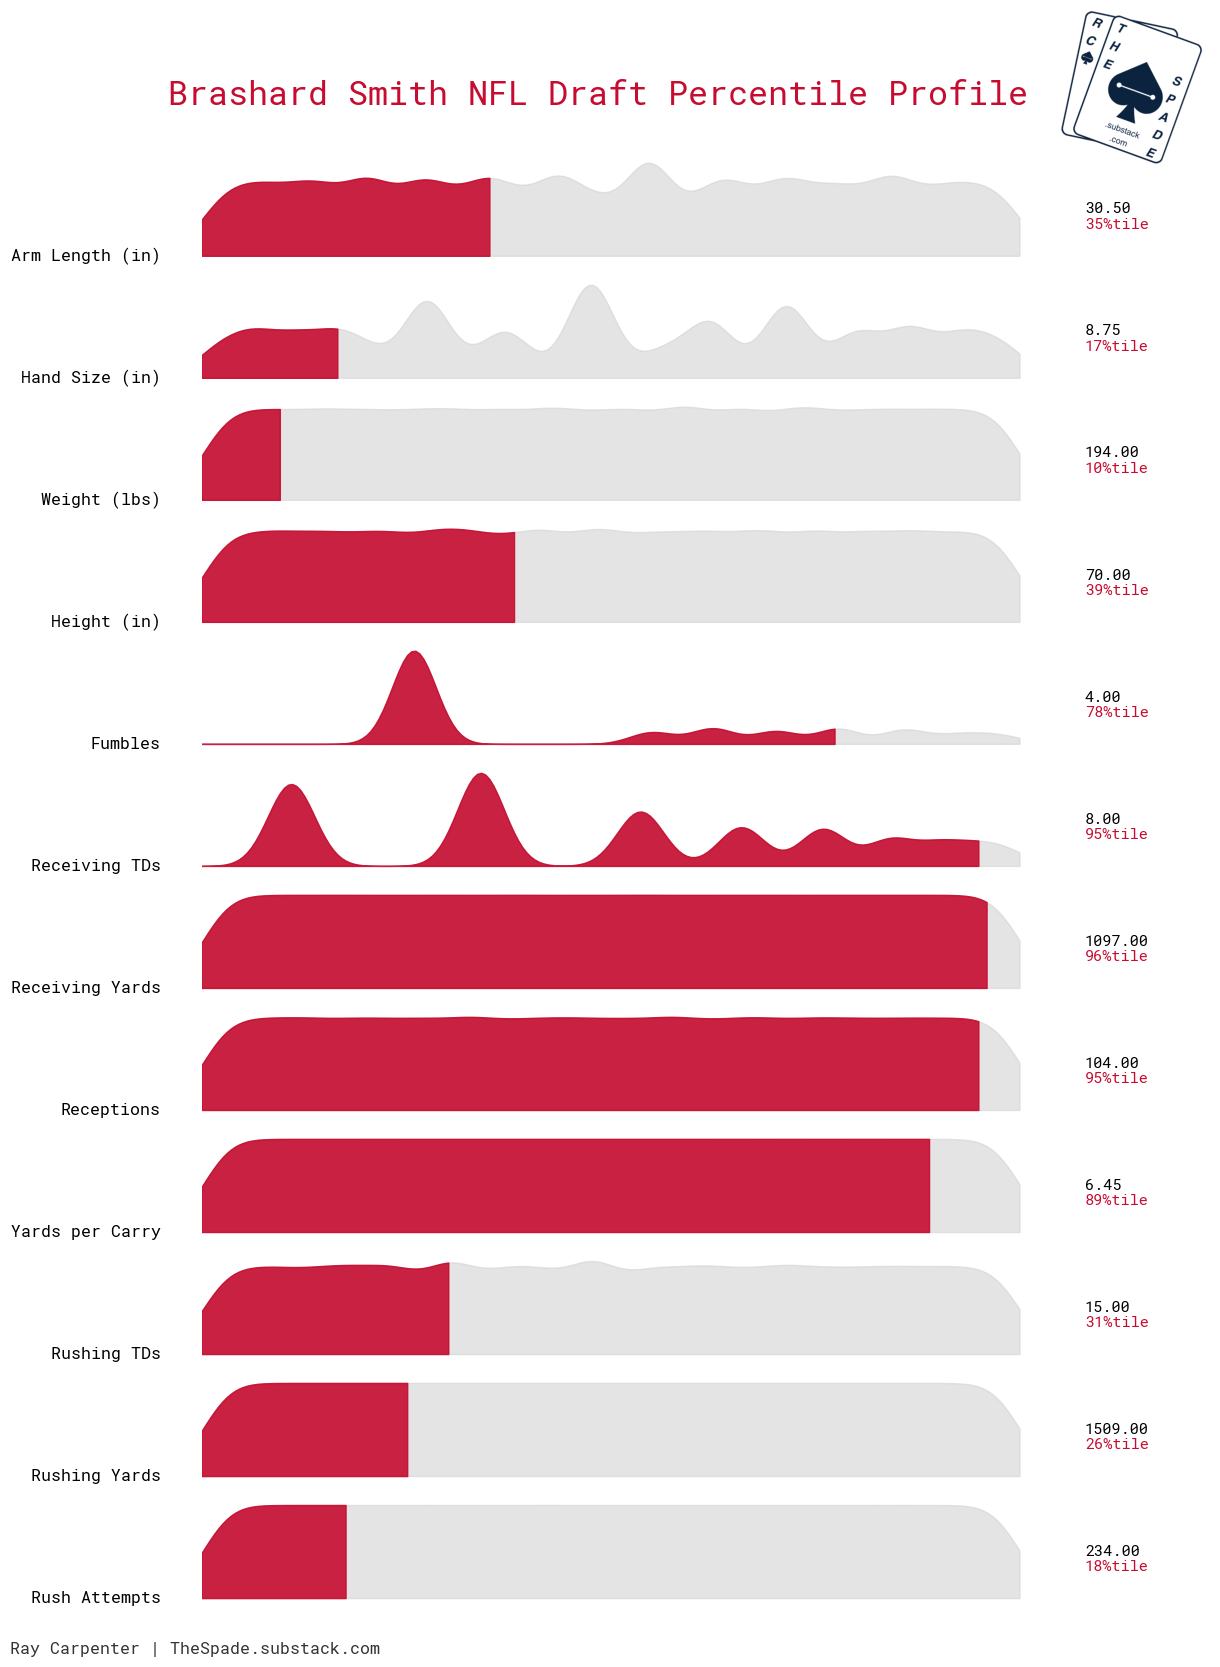 R
C
THE
SPADE
.substack
.com
Brashard Smith NFL Draft Percentile Profile
Arm Length (in)
30.50
35%tile
Hand Size (in)
8.75
17%tile
Weight (lbs)
194.00
10%tile
Height (in)
70.00
39%tile
Fumbles
4.00
78%tile
Receiving TDs
8.00
95%tile
Receiving Yards
1097.00
96%tile
Receptions
104.00
95%tile
Yards per Carry
6.45
89%tile
Rushing TDs
15.00
31%tile
Rushing Yards
1509.00
26%tile
Rush Attempts
234.00
18%tile
Ray Carpenter | TheSpade.substack.com